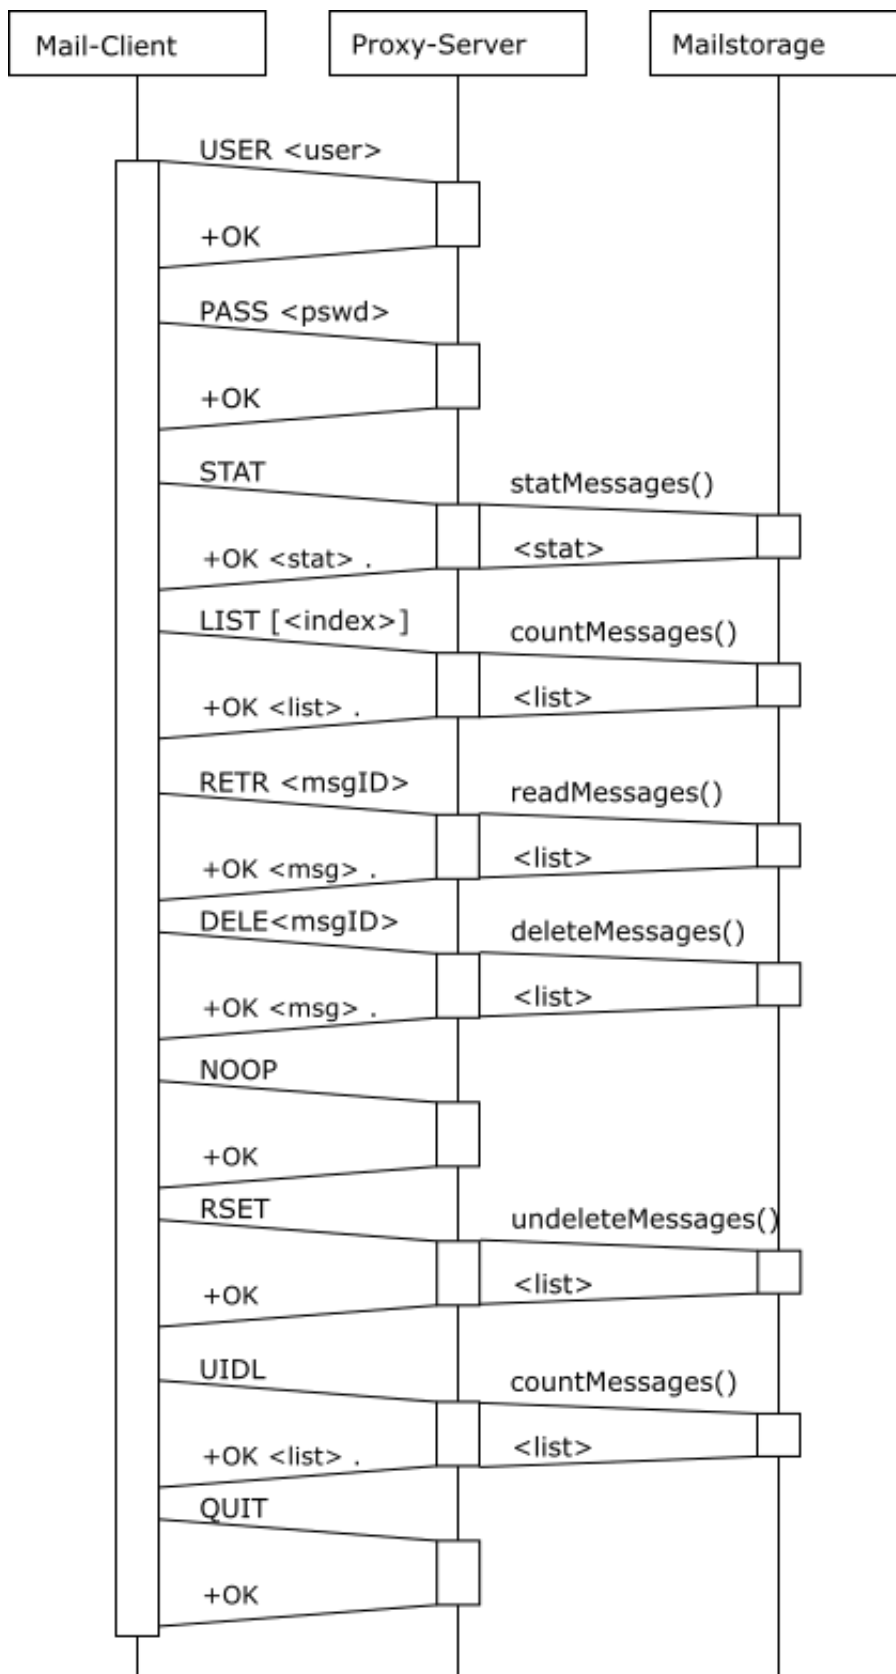 Mail-Client
Proxy-Server
Mailstorage
USER <user>
+OK
PASS <pswd>
+OK
STAT
statMessages()
+OK <stat> .
<stat>
LIST [<index>]
countMessages()
+OK <list> .
<list>
RETR <msgID>
readMessages()
+OK <msg> .
<list>
DELE<msgID>
deleteMessages()
+OK <msg> .
<list>
NOOP
+OK
RSET
undeleteMessages()
+OK
<list>
UIDL
countMessages()
+OK <list> .
<list>
QUIT
+OK